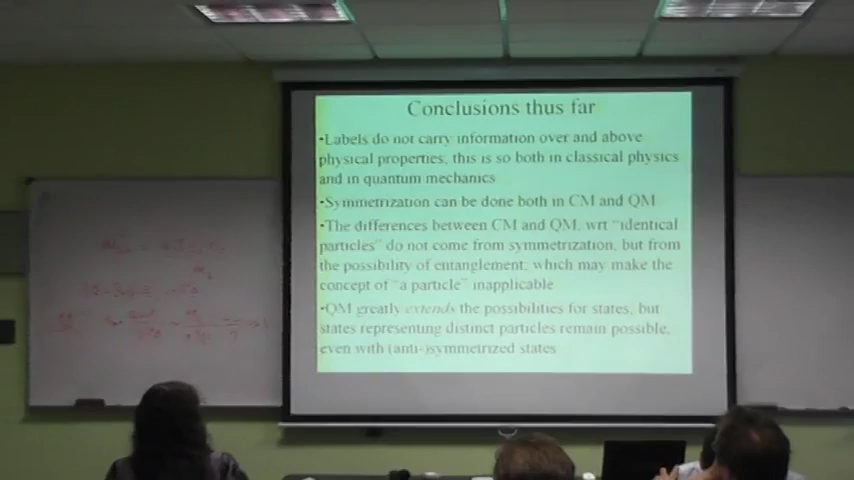 Conclusions thus far
•Labels do not carry information over and above
physical properties, this is so both in classical physics
and in quantum mechanics
•Symmetrization can be done both in CM and QM
•The differences between CM and QM, wrt "identical
particles" do not come from symmetrization, but from
the possibility of entanglement, which may make the
concept of "a particle" inapplicable
•QM greatly extends the possibilities for states, but
states representing distinct particles remain possible,
even with (anti-)symmetrized states